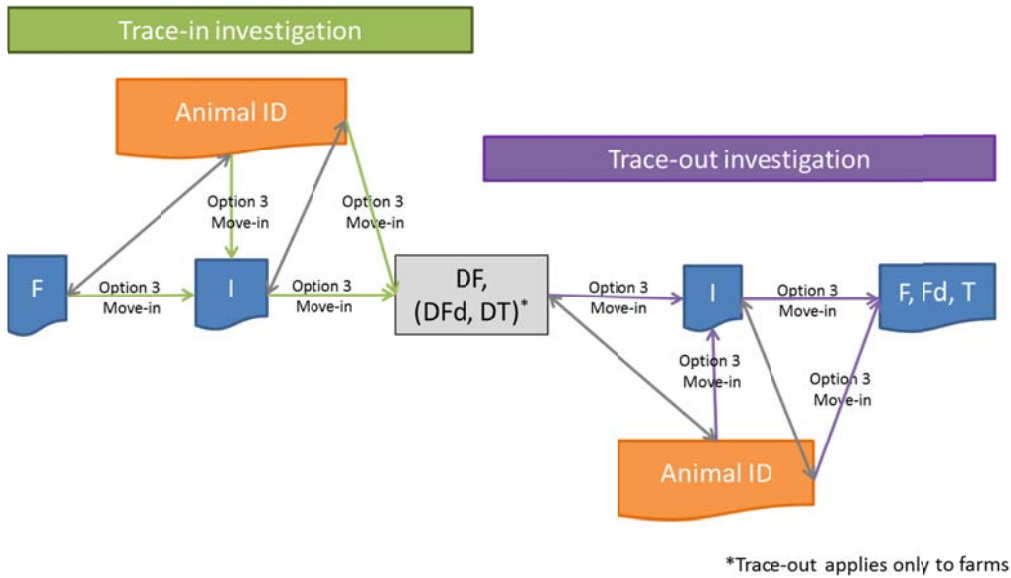 Trace-in investigation
Animal ID
Trace-out investigation
Option 3
Move-in
Option 3
Move-in
F
Option 3
Move-in
I
Option 3
Move-in
DF,
(DFd, DT)*
Option 3
Move-in
I
Option 3
Move-in
F, Fd, T
Option 3
Move-in
Option 3
Move-in
Animal ID
*Trace-out applies only to farms